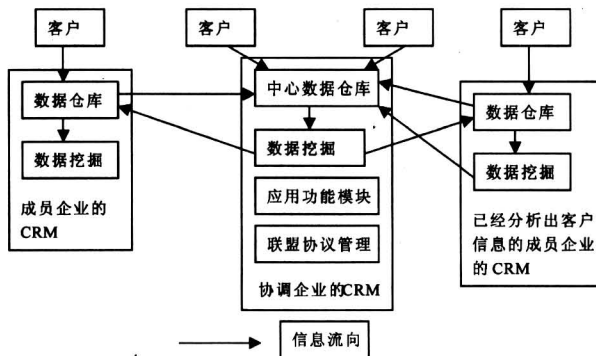 客户
客户
客户
客户
数据仓库
数据挖掘
成员企业的
CRM
中心数据仓库
数据挖掘
应用功能模块
联盟协议管理
协调企业的CRM
数据仓库
数据挖掘
已经分析出客户
信息的成员企业
的CRM
信息流向